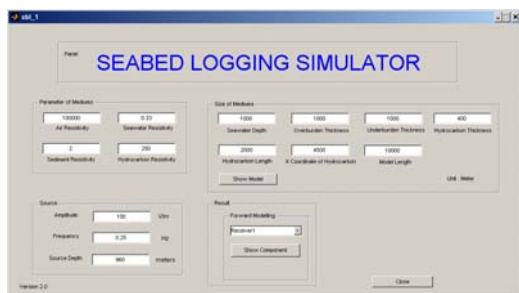 sbl_1
Panel
SEABED LOGGING SIMULATOR
Parameter of Mediums
100000
0.33
Air Resistivity
Seawater Resistivity
2
250
Sediment Resistivity
Hydrocarbon Resistivity
Size of Mediums
1000
1000
1000
400
Seawater Depth
Overburden Thickness
Underburden Thickness
Hydrocarbon Thickness
2000
4500
10000
Hydrocarbon Length
X Coordinate of Hydrocarbon
Model Length
Show Model
Unit : Meter
Source
Amplitude
100
V/m
Frequency
0.25
Hz
Source Depth
960
meters
Result
Forward Modelling
Receiver1
Show Component
Close
Version 2.0